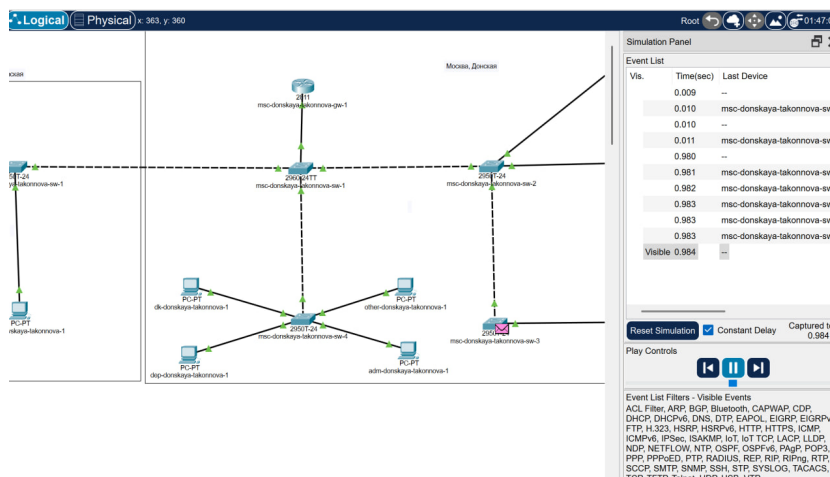 Logical
Physical
x: 363, y: 360
Root
01:47:0
Simulation Panel
Event List
Vis. Time(sec) Last Device
0.009 --
0.010 msc-donskaya-takonnova-sw
0.010 --
0.011 msc-donskaya-takonnova-sw
0.980 --
0.981 msc-donskaya-takonnova-sw
0.982 msc-donskaya-takonnova-sw
0.983 msc-donskaya-takonnova-sw
0.983 msc-donskaya-takonnova-sw
0.983 msc-donskaya-takonnova-sw
Visible 0.984 --
Reset Simulation
Constant Delay
Captured to
0.984
Play Controls
Event List Filters - Visible Events
ACL Filter, ARP, BGP, Bluetooth, CAPWAP, CDP,
DHCP, DHCPv6, DNS, DTP, EAPOL, EIGRP, EIGRPv
FTP, H.323, HSRP, HSRPv6, HTTP, HTTPS, ICMP,
ICMPv6, IPSec, ISAKMP, IoT, IoT TCP, LACP, LLDP,
NDP, NETFLOW, NTP, OSPF, OSPFv6, PAgP, POP3,
PPP, PPPoED, PTP, RADIUS, REP, RIP, RIPng, RTP,
SCCP, SMTP, SNMP, SSH, STP, SYSLOG, TACACS,
Москва, Донская
2811
msc-donskaya-takonnova-gw-1
2960-24TT
msc-donskaya-takonnova-sw-1
2950T-24
msc-donskaya-takonnova-sw-2
ya-takonnova-sw-1
PC-PT
dk-donskaya-takonnova-1
PC-PT
other-donskaya-takonnova-1
2950T-24
msc-donskaya-takonnova-sw-4
msc-donskaya-takonnova-sw-3
PC-PT
dep-donskaya-takonnova-1
PC-PT
adm-donskaya-takonnova-1
PC-PT
nskaya-takonnova-1